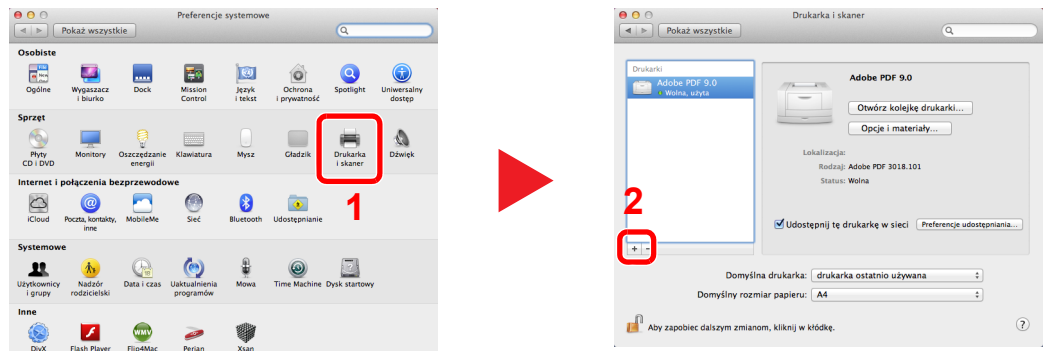 Preferencje systemowe
Pokaż wszystkie
Osobiste
Ogólne
Wygaszacz
i biurko
Dock
Mission
Control
Język
i tekst
Ochrona
i prywatność
Spotlight
Uniwersalny
dostęp
Sprzęt
Płyty
CD i DVD
Monitory
Oszczędzanie
energii
Klawiatura
Mysz
Gładzik
Drukarka
i skaner
Dźwięk
Internet i połączenia bezprzewodowe
1
iCloud
Poczta, kontakty,
inne
MobileMe
Sieć
Bluetooth
Udostępnianie
Systemowe
Użytkownicy
i grupy
Nadzór
rodzicielski
Data i czas
Uaktualnienia
programów
Mowa
Time Machine
Dysk startowy
Inne
DivX
Flash Player
WMV
Flip4Mac
Perian
Xsan
Drukarka i skaner
Pokaż wszystkie
Drukarki
Adobe PDF 9.0
Wolna, użyta
2
+ −
Adobe PDF 9.0
Otwórz kolejkę drukarki...
Opcje i materiały...
Lokalizacja:
Rodzaj: Adobe PDF 3018.101
Status: Wolna
Udostępnij tę drukarkę w sieci Preferencje udostępniania...
Domyślna drukarka: drukarka ostatnio używana
Domyślny rozmiar papieru: A4
Aby zapobiec dalszym zmianom, kliknij w kłódkę.
?